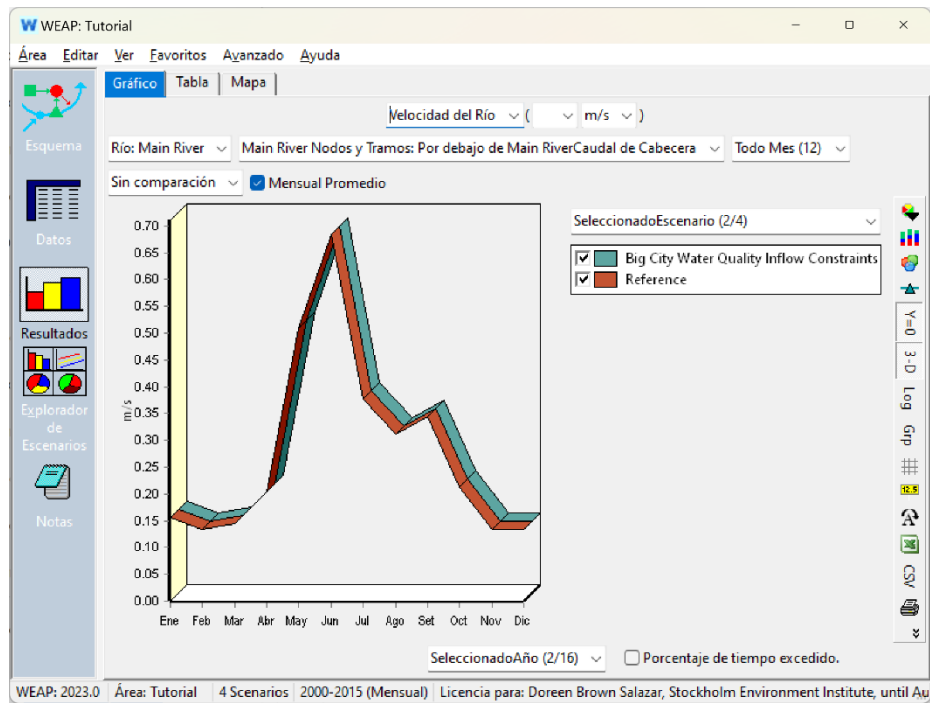 WEAP: Tutorial
Área Editar Ver Favoritos Avanzado Ayuda
Gráfico Tabla Mapa
Velocidad del Río ( m/s )
Río: Main River Main River Nodos y Tramos: Por debajo de Main RiverCaudal de Cabecera Todo Mes (12)
Sin comparación Mensual Promedio
Esquema
Datos
Resultados
Explorador
de
Escenarios
Notas
SeleccionadoEscenario (2/4)
Big City Water Quality Inflow Constraints
Reference
m/s
0.70
0.65
0.60
0.55
0.50
0.45
0.40
0.35
0.30
0.25
0.20
0.15
0.10
0.05
0.00
Ene Feb Mar Abr May Jun Jul Ago Set Oct Nov Dic
Y=0
3-D
Log
Grp
12.5
CSV
SeleccionadoAño (2/16) Porcentaje de tiempo excedido.
WEAP: 2023.0 Área: Tutorial 4 Scenarios 2000-2015 (Mensual) Licencia para: Doreen Brown Salazar, Stockholm Environment Institute, until Au